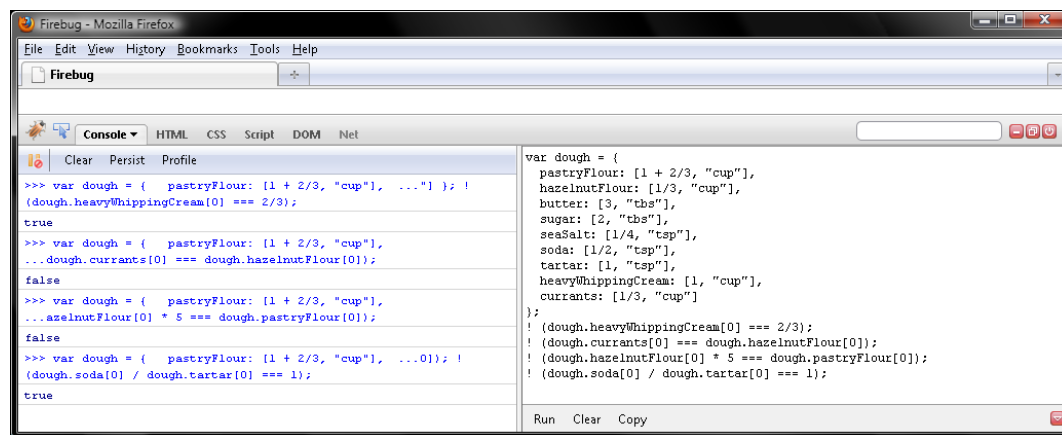 Firebug - Mozilla Firefox
File Edit View History Bookmarks Tools Help
Firebug
Console HTML CSS Script DOM Net
Clear Persist Profile
>>> var dough = {   pastryFlour: [1 + 2/3, "cup"],  ..."] }; !
(dough.heavyWhippingCream[0] === 2/3);
true
>>> var dough = {   pastryFlour: [1 + 2/3, "cup"],
...dough.currants[0] === dough.hazelnutFlour[0]);
false
>>> var dough = {   pastryFlour: [1 + 2/3, "cup"],
...azelnutFlour[0] * 5 === dough.pastryFlour[0]);
false
>>> var dough = {   pastryFlour: [1 + 2/3, "cup"],  ...0]); !
(dough.soda[0] / dough.tartar[0] === 1);
true
var dough = {
  pastryFlour: [1 + 2/3, "cup"],
  hazelnutFlour: [1/3, "cup"],
  butter: [3, "tbs"],
  sugar: [2, "tbs"],
  seaSalt: [1/4, "tsp"],
  soda: [1/2, "tsp"],
  tartar: [1, "tsp"],
  heavyWhippingCream: [1, "cup"],
  currants: [1/3, "cup"]
};
! (dough.heavyWhippingCream[0] === 2/3);
! (dough.currants[0] === dough.hazelnutFlour[0]);
! (dough.hazelnutFlour[0] * 5 === dough.pastryFlour[0]);
! (dough.soda[0] / dough.tartar[0] === 1);
Run Clear Copy